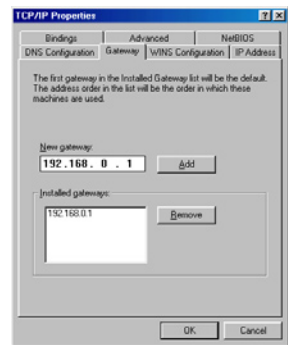 TCP/IP Properties
Bindings Advanced NetBIOS
DNS Configuration Gateway WINS Configuration IP Address
The first gateway in the Installed Gateway list will be the default.
The address order in the list will be the order in which these
machines are used.
New gateway:
192.168. 0 . 1 Add
Installed gateways:
192.168.0.1 Remove
OK Cancel